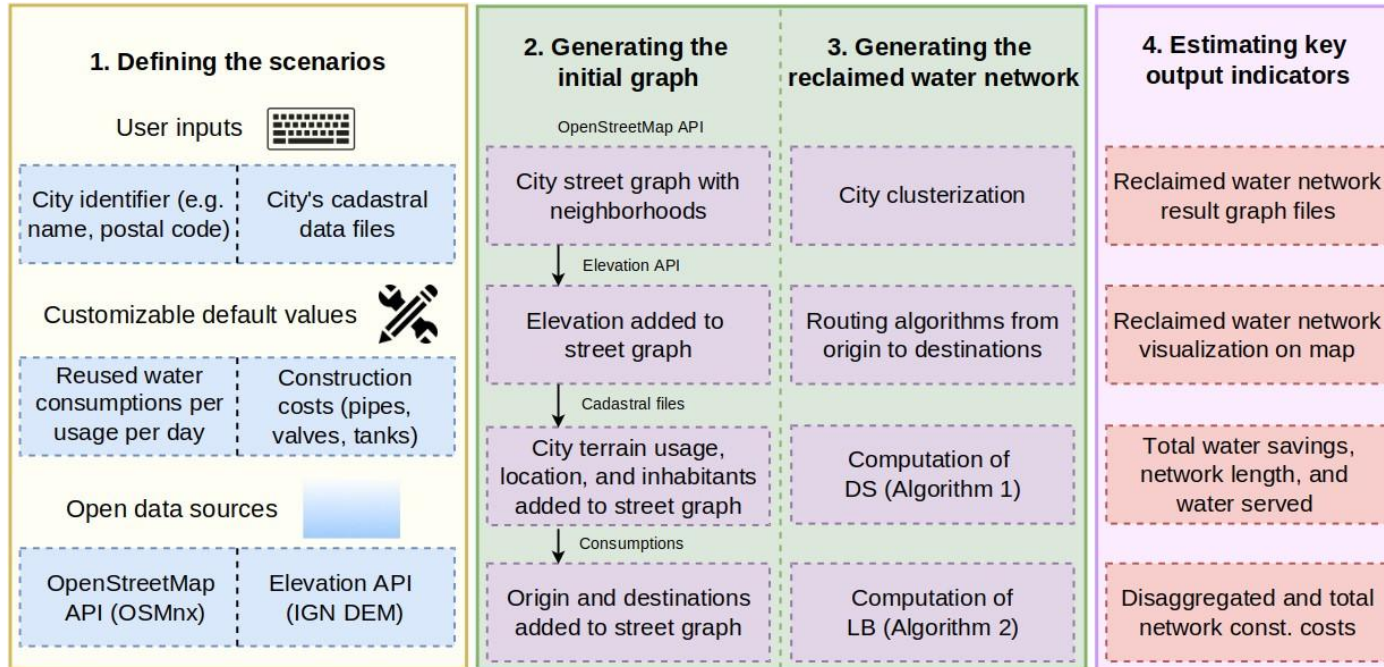 1. Defining the scenarios
User inputs
City identifier (e.g.
name, postal code)
City's cadastral
data files
Customizable default values
Reused water
consumptions per
usage per day
Construction
costs (pipes,
valves, tanks)
Open data sources
OpenStreetMap
API (OSMnx)
Elevation API
(IGN DEM)
2. Generating the
initial graph
OpenStreetMap API
City street graph with
neighborhoods
Elevation API
Elevation added to
street graph
Cadastral files
City terrain usage,
location, and inhabitants
added to street graph
Consumptions
Origin and destinations
added to street graph
3. Generating the
reclaimed water network
City clusterization
Routing algorithms from
origin to destinations
Computation of
DS (Algorithm 1)
Computation of
LB (Algorithm 2)
4. Estimating key
output indicators
Reclaimed water network
result graph files
Reclaimed water network
visualization on map
Total water savings,
network length, and
water served
Disaggregated and total
network const. costs